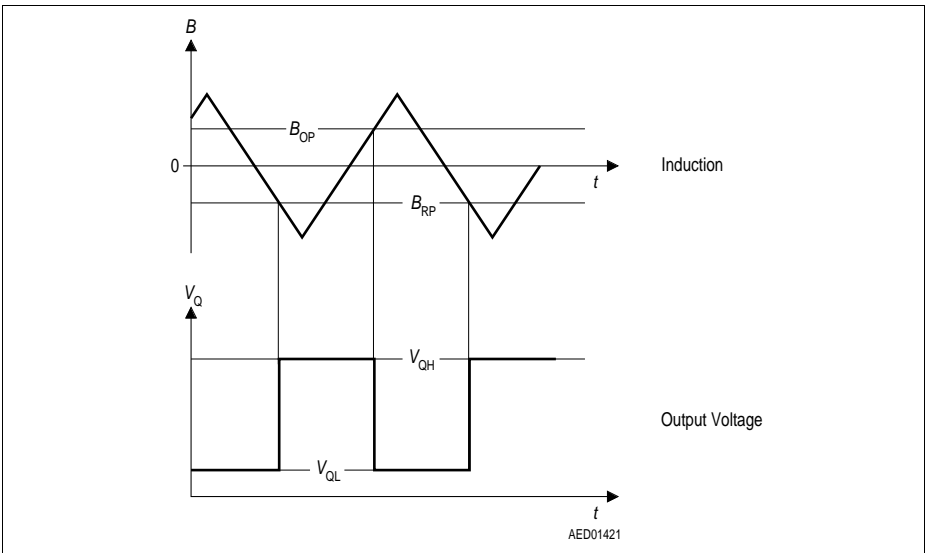 B
B_OP
0
t
Induction
B_RP
V_Q
V_QH
Output Voltage
V_QL
t
AED01421